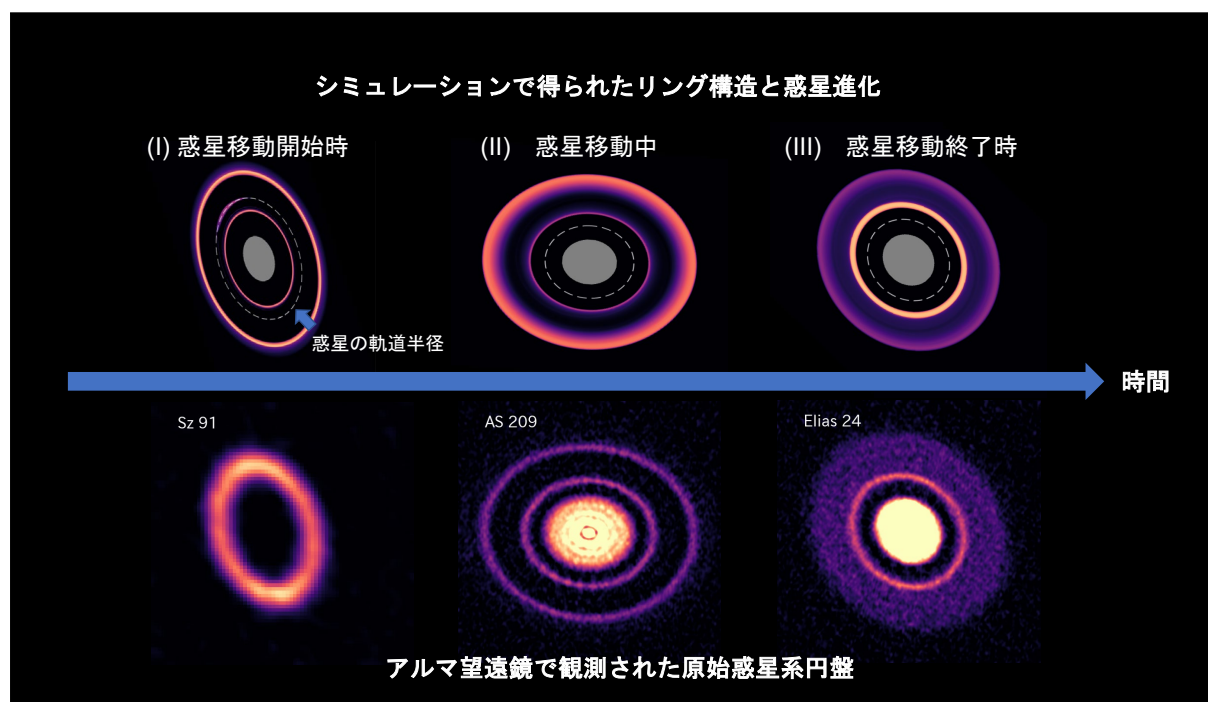 シミュレーションで得られたリング構造と惑星進化
(I) 惑星移動開始時
(II) 惑星移動中
(III) 惑星移動終了時
惑星の軌道半径
時間
Sz 91
AS 209
Elias 24
アルマ望遠鏡で観測された原始惑星系円盤